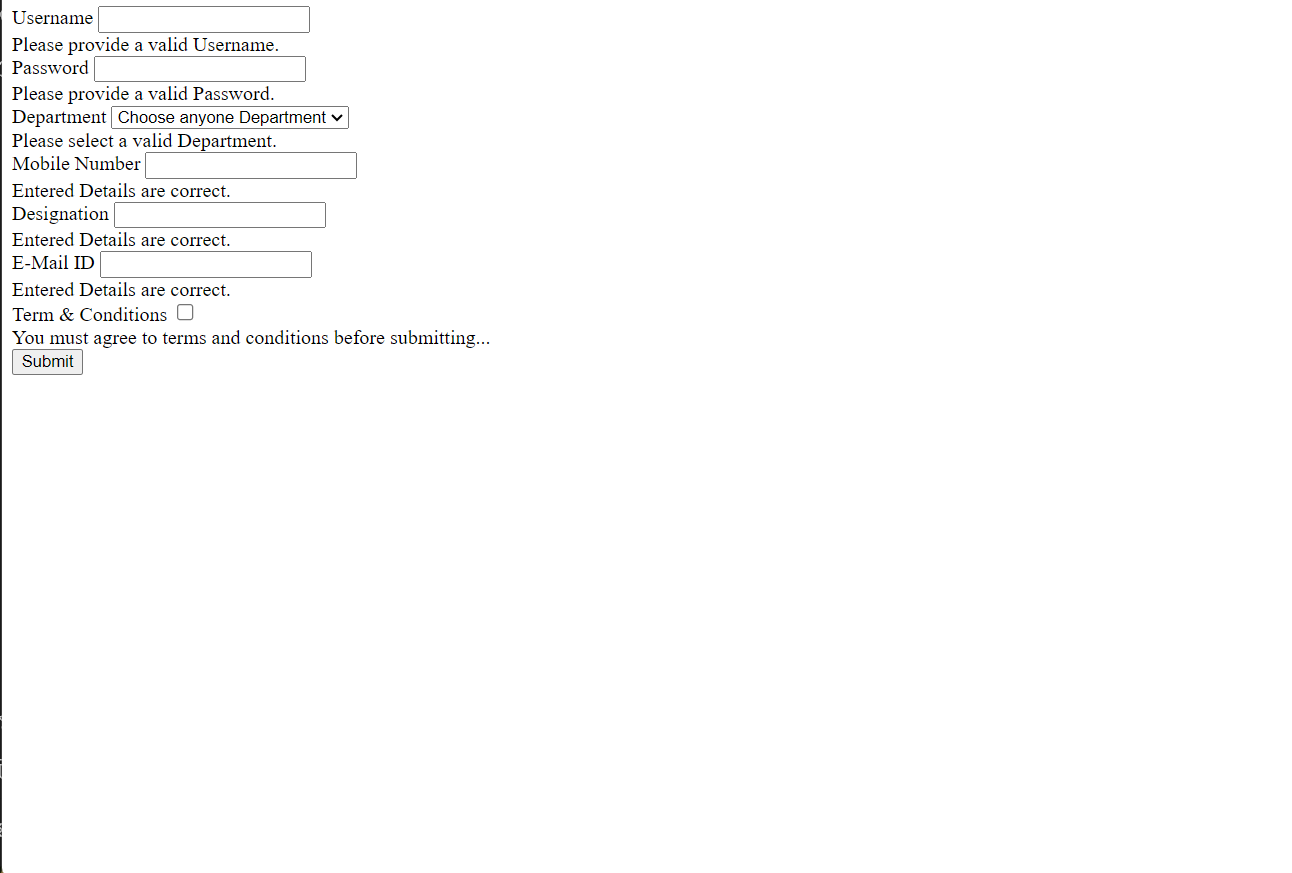 Username
Please provide a valid Username.
Password
Please provide a valid Password.
Department Choose anyone Department
Please select a valid Department.
Mobile Number
Entered Details are correct.
Designation
Entered Details are correct.
E-Mail ID
Entered Details are correct.
Term & Conditions
You must agree to terms and conditions before submitting...
Submit